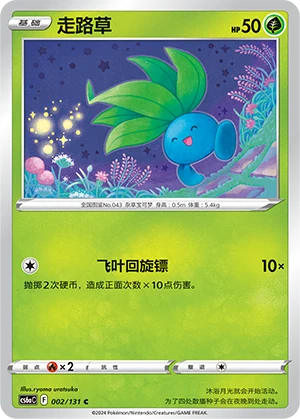 基础 走路草 HP50
全国图鉴No.043 杂草宝可梦 身高:0.5m 体重:5.4kg
飞叶回旋镖 10×
抛掷2次硬币,造成正面次数×10点伤害。
弱点 ×2 抵抗力 撤退
Illus.ryoma uratsuka
CS6aC F 002/131 C
沐浴月光就会开始活动。
为了四处散播种子会在夜晚到处走动。
©2024 Pokémon/Nintendo/Creatures/GAME FREAK.